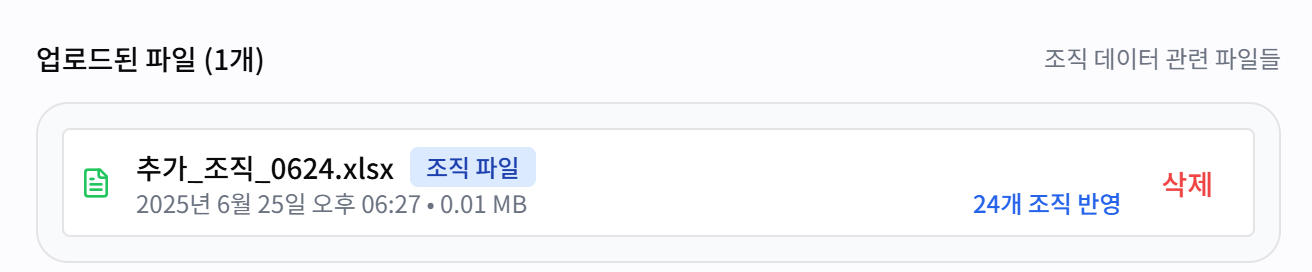 업로드된 파일 (1개)
조직 데이터 관련 파일들
추가_조직_0624.xlsx 조직 파일
2025년 6월 25일 오후 06:27 • 0.01 MB
24개 조직 반영
삭제